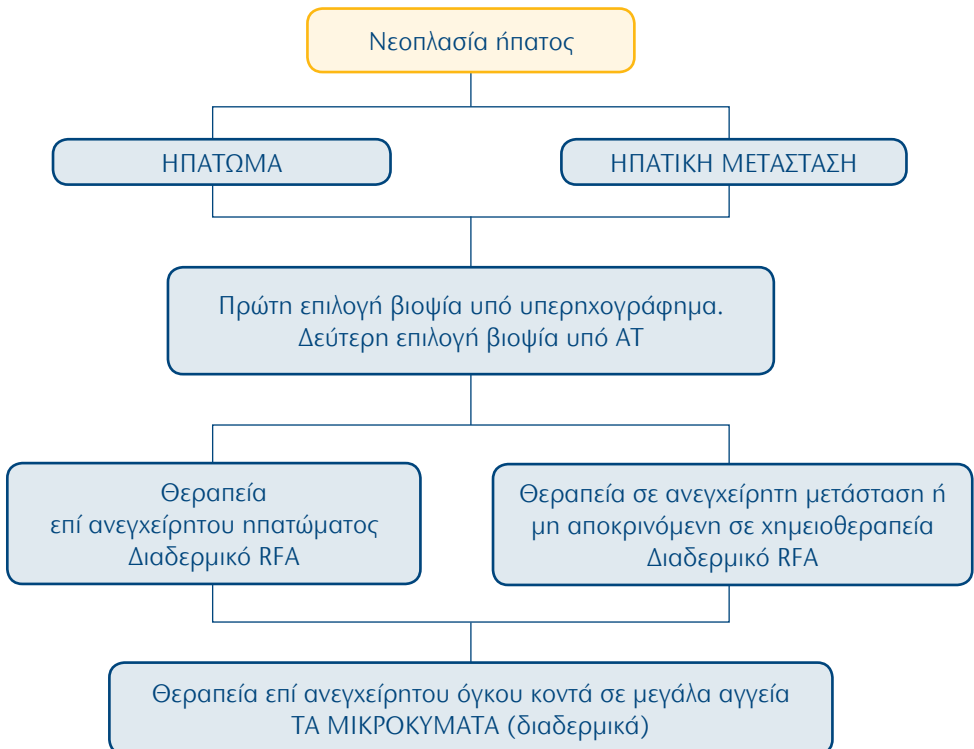 Νεοπλασία ήπατος
ΗΠΑΤΩΜΑ
ΗΠΑΤΙΚΗ ΜΕΤΑΣΤΑΣΗ
Πρώτη επιλογή βιοψία υπό υπερηχογράφημα.
Δεύτερη επιλογή βιοψία υπό ΑΤ
Θεραπεία
επί ανεγχείρητου ηπατώματος
Διαδερμικό RFA
Θεραπεία σε ανεγχείρητη μετάσταση ή
μη αποκρινόμενη σε χημειοθεραπεία
Διαδερμικό RFA
Θεραπεία επί ανεγχείρητου όγκου κοντά σε μεγάλα αγγεία
ΤΑ ΜΙΚΡΟΚΥΜΑΤΑ (διαδερμικά)